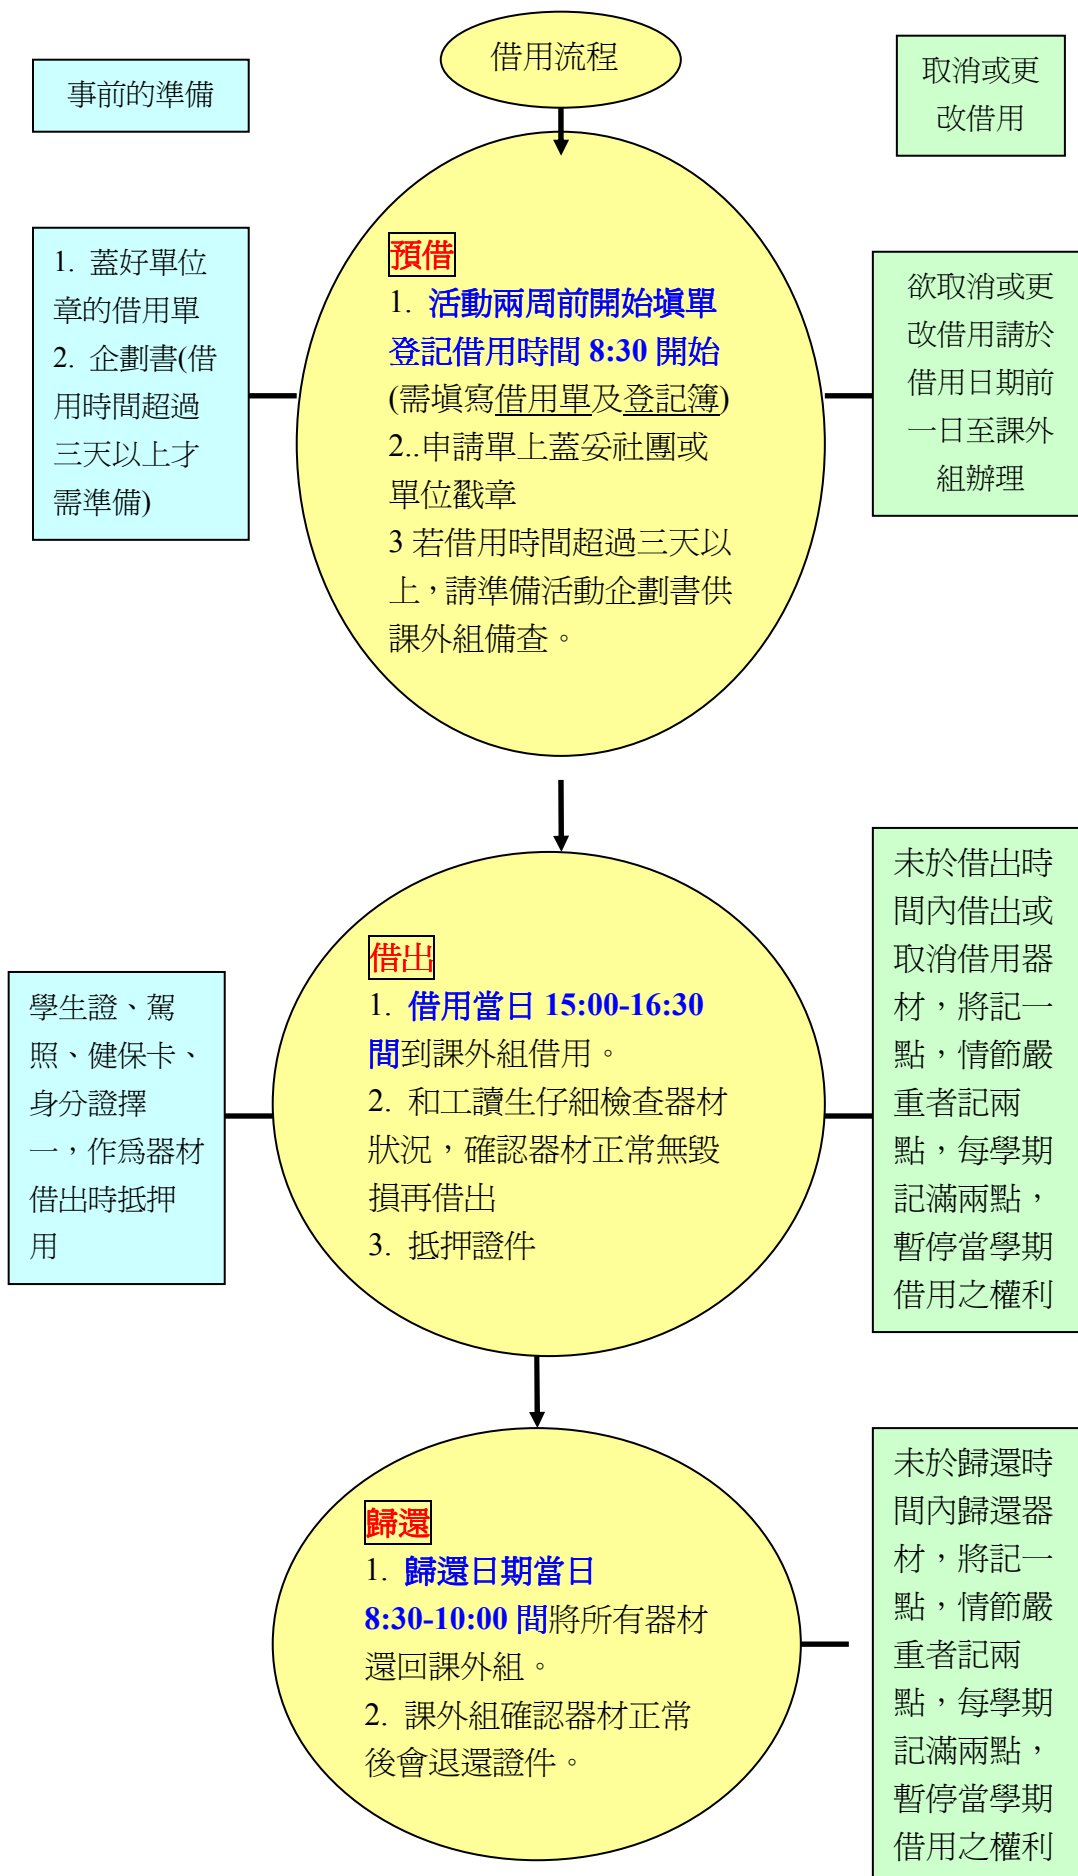 借用流程
事前的準備
取消或更
改借用
1. 蓋好單位
章的借用單
2. 企劃書(借
用時間超過
三天以上才
需準備)
預借
1. 活動兩周前開始填單
登記借用時間 8:30 開始
(需填寫借用單及登記簿)
2..申請單上蓋妥社團或
單位戳章
3 若借用時間超過三天以
上，請準備活動企劃書供
課外組備查。
欲取消或更
改借用請於
借用日期前
一日至課外
組辦理
學生證、駕
照、健保卡、
身分證擇
一，作為器材
借出時抵押
用
借出
1. 借用當日 15:00-16:30
間到課外組借用。
2. 和工讀生仔細檢查器材
狀況，確認器材正常無毀
損再借出
3. 抵押證件
未於借出時
間內借出或
取消借用器
材，將記一
點，情節嚴
重者記兩
點，每學期
記滿兩點，
暫停當學期
借用之權利
歸還
1. 歸還日期當日
8:30-10:00 間將所有器材
還回課外組。
2. 課外組確認器材正常
後會退還證件。
未於歸還時
間內歸還器
材，將記一
點，情節嚴
重者記兩
點，每學期
記滿兩點，
暫停當學期
借用之權利